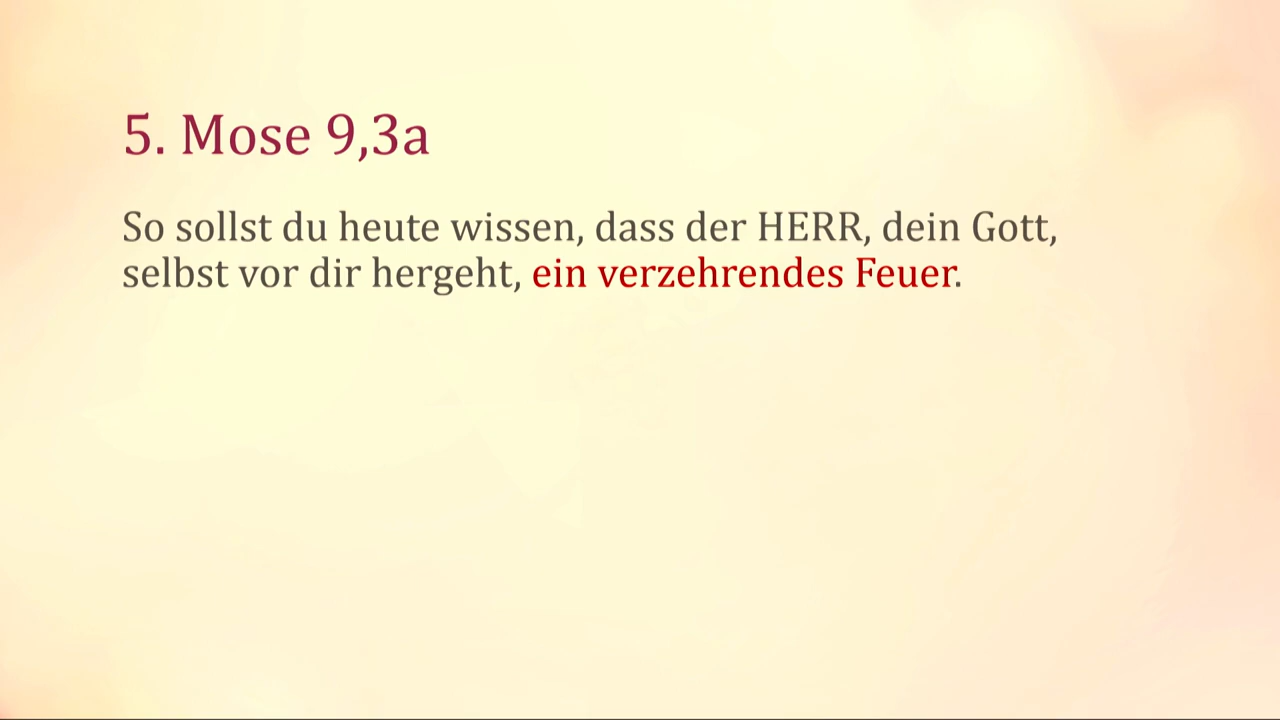 5. Mose 9,3a
So sollst du heute wissen, dass der HERR, dein Gott,
selbst vor dir hergeht, ein verzehrendes Feuer.